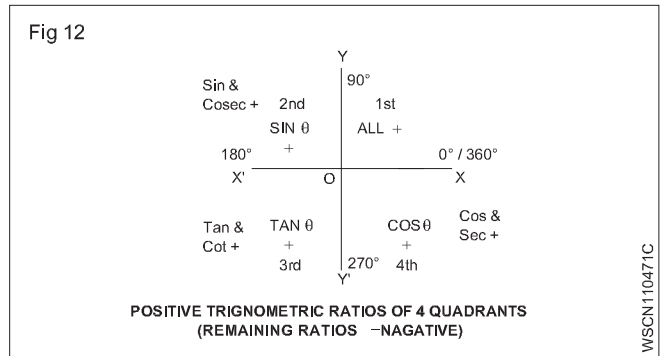 Fig 12
Y
90°
Sin &
Cosec +
2nd
1st
SIN θ
ALL +
+
180°
0° / 360°
X'
O
X
Tan &
Cot +
TAN θ
COS θ
Cos &
Sec +
+
+
3rd
270°
4th
Y'
POSITIVE TRIGNOMETRIC RATIOS OF 4 QUADRANTS
(REMAINING RATIOS –NAGATIVE)
WSCN110471C